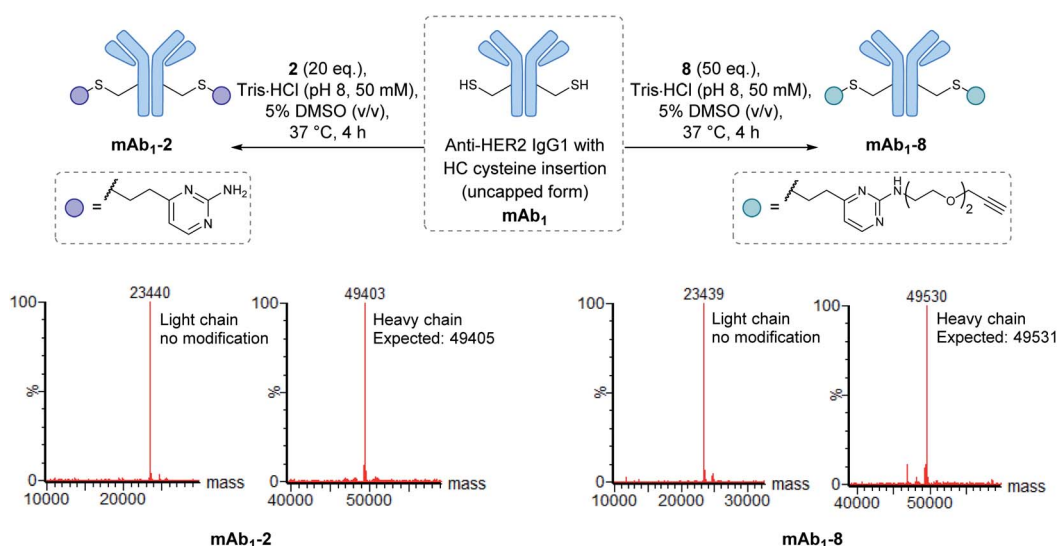 2 (20 eq.),
Tris·HCl (pH 8, 50 mM),
5% DMSO (v/v),
37 °C, 4 h
mAb₁-2
S
S
HS
SH
Anti-HER2 IgG1 with
HC cysteine insertion
(uncapped form)
mAb₁
8 (50 eq.),
Tris·HCl (pH 8, 50 mM),
5% DMSO (v/v),
37 °C, 4 h
S
S
mAb₁-8
= N NH₂
N
= N H
N O 2
N
100
23440
Light chain
no modification
%
0
10000 20000 mass
100
49403
Heavy chain
Expected: 49405
%
0
40000 50000 mass
mAb₁-2
100
23439
Light chain
no modification
%
0
10000 20000 30000 mass
100
49530
Heavy chain
Expected: 49531
%
0
40000 50000 mass
mAb₁-8